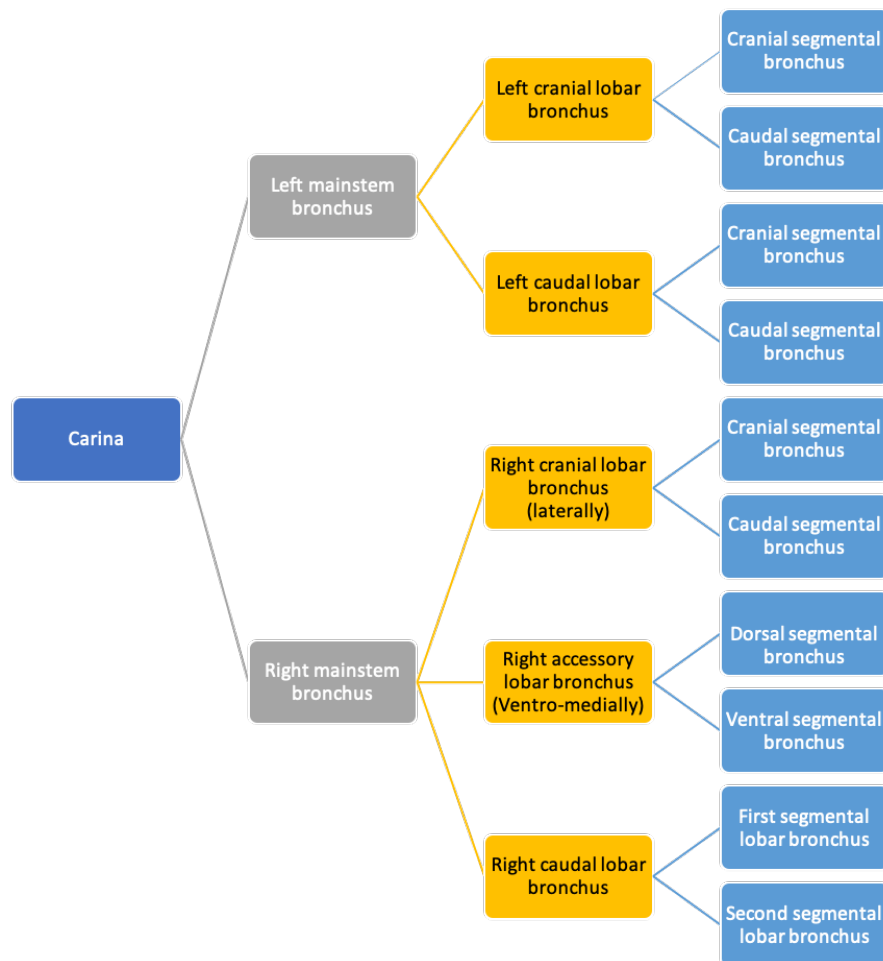 Carina
Left mainstem
bronchus
Right mainstem
bronchus
Left cranial lobar
bronchus
Left caudal lobar
bronchus
Right cranial lobar
bronchus
(laterally)
Right accessory
lobar bronchus
(Ventro-medially)
Right caudal lobar
bronchus
Cranial segmental
bronchus
Caudal segmental
bronchus
Cranial segmental
bronchus
Caudal segmental
bronchus
Cranial segmental
bronchus
Caudal segmental
bronchus
Dorsal segmental
bronchus
Ventral segmental
bronchus
First segmental
lobar bronchus
Second segmental
lobar bronchus